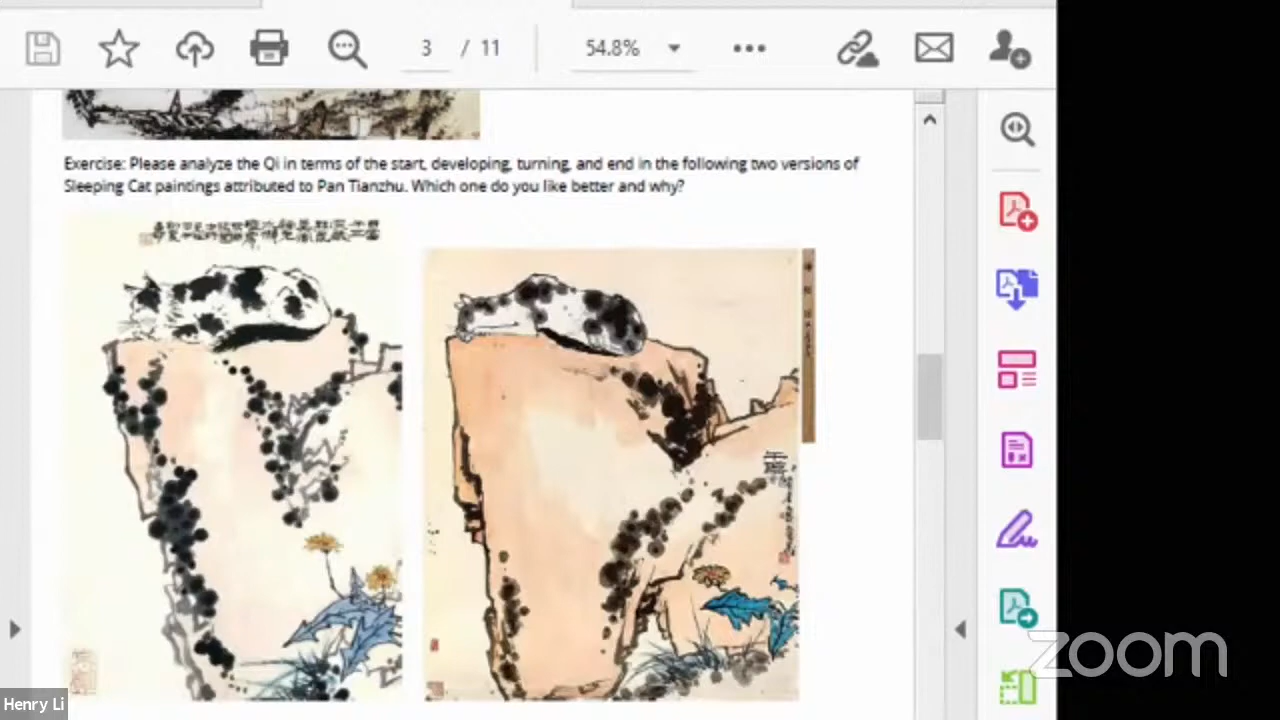 3 / 11
54.8%
Exercise: Please analyze the Qi in terms of the start, developing, turning, and end in the following two versions of
Sleeping Cat paintings attributed to Pan Tianzhu. Which one do you like better and why?
zoom
Henry Li